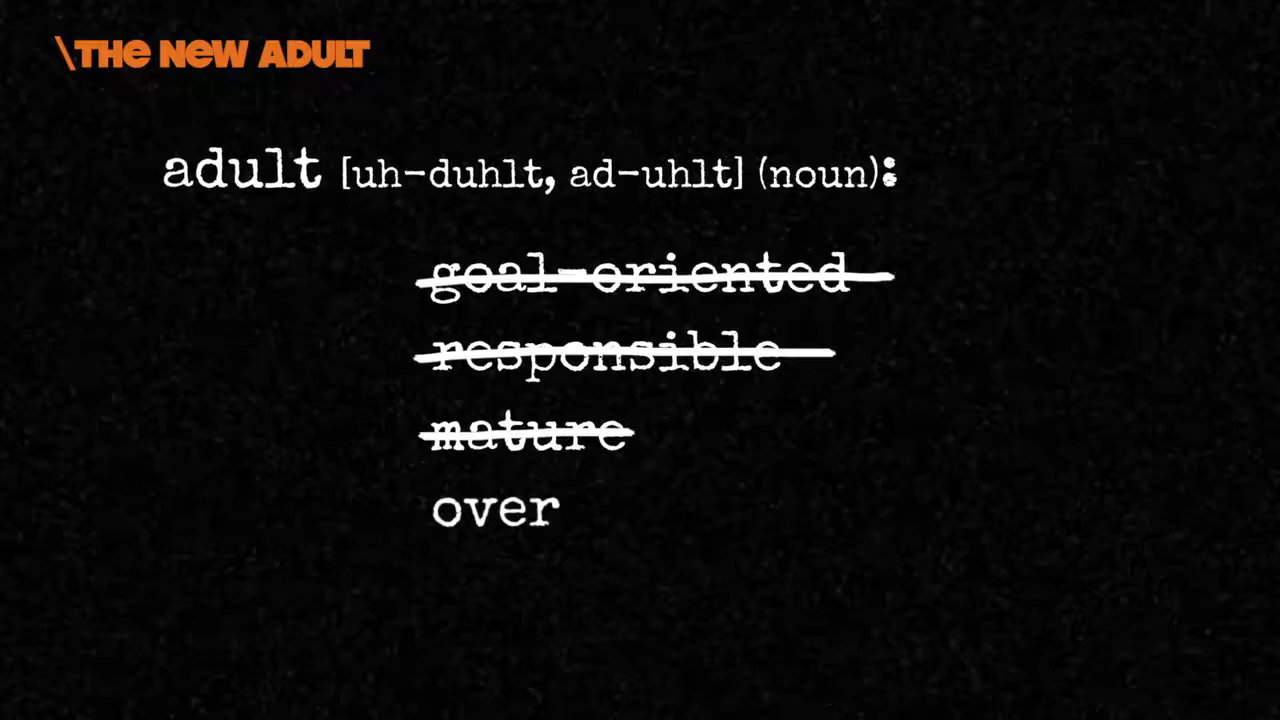 \THE NEW ADULT
adult [uh-duhlt, ad-uhlt] (noun):
goal-oriented
responsible
mature
over